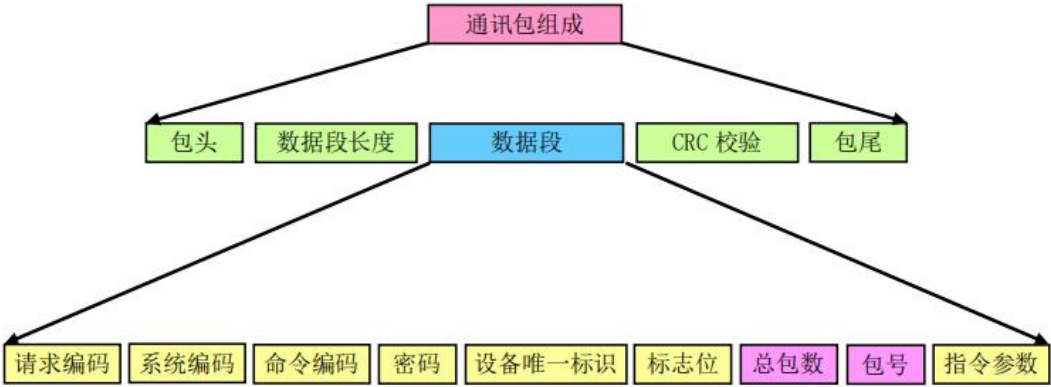 通讯包组成
包头 数据段长度 数据段 CRC 校验 包尾
请求编码 系统编码 命令编码 密码 设备唯一标识 标志位 总包数 包号 指令参数